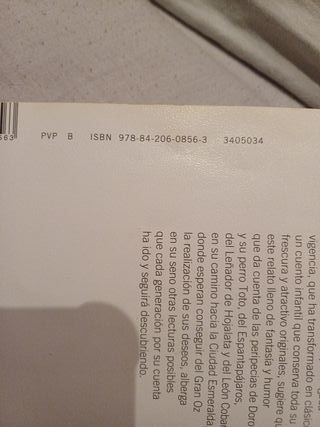 563
PVP B ISBN 978-84-206-0856-3 3405034
vigencia, que ha transformado en clásico
un cuento infantil que conserva toda su
frescura y atractivo originales, sugiere
este relato lleno de fantasía y humor
que da cuenta de las peripecias de
y su perro Toto, del Espantapájaros,
del Leñador de Hojalata y del León
en su camino hacia la Ciudad Esmeralda
donde esperan conseguir del Gran Oz
la realización de sus deseos, alberga
en su seno otras lecturas posibles
que cada generación por su cuenta
ha ido y seguirá descubriendo.